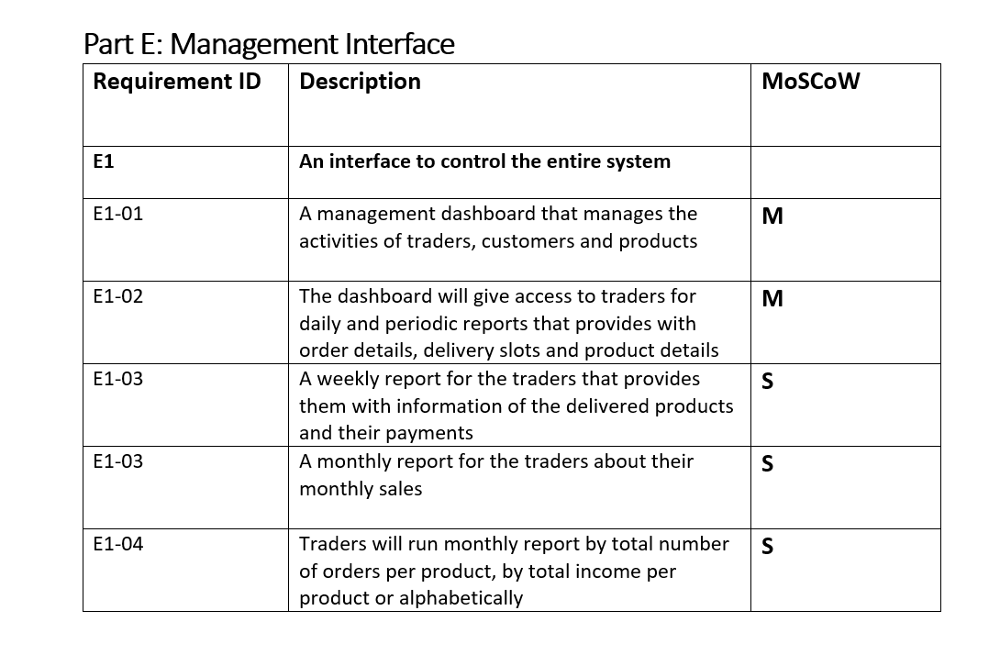 Part E: Management Interface
Requirement ID Description MoSCoW
E1 An interface to control the entire system
E1-01 A management dashboard that manages the M
activities of traders, customers and products
E1-02 The dashboard will give access to traders for M
daily and periodic reports that provides with
order details, delivery slots and product details
E1-03 A weekly report for the traders that provides S
them with information of the delivered products
and their payments
E1-03 A monthly report for the traders about their S
monthly sales
E1-04 Traders will run monthly report by total number S
of orders per product, by total income per
product or alphabetically